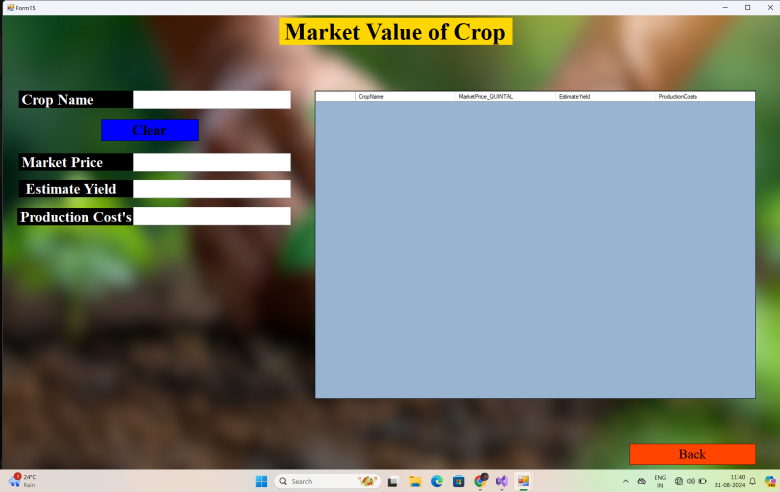 Form15
Market Value of Crop
Crop Name
Clear
Market Price
Estimate Yield
Production Cost's
CropName MarketPrice_QUINTAL EstimateYield ProductionCosts
Back
24°C
Rain
Search
ENG
IN
11:40
31-08-2024